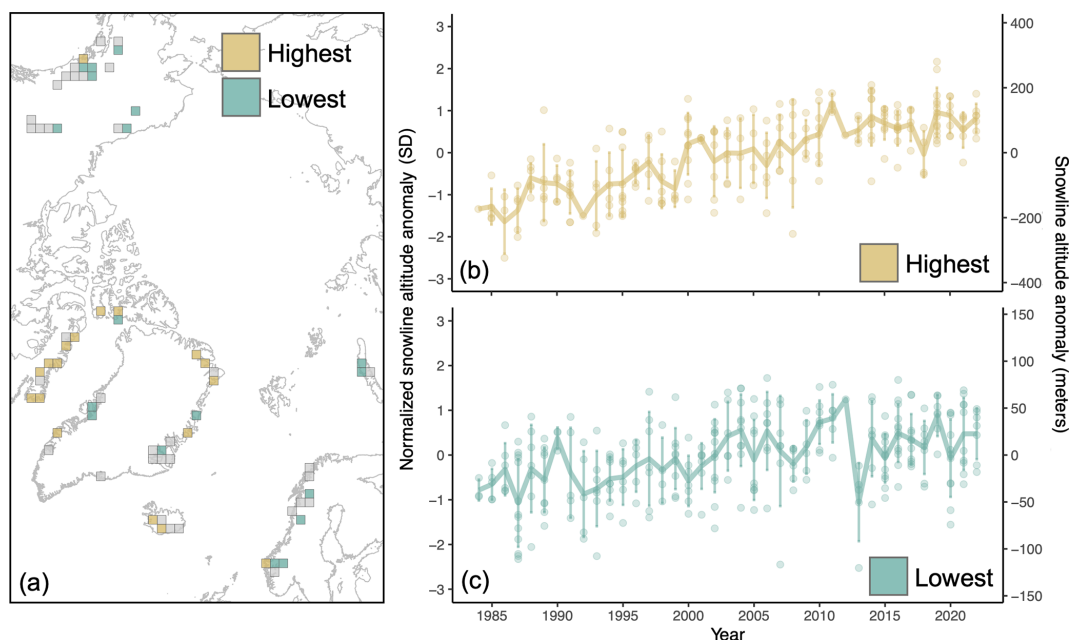 Highest
Lowest
(a)
Normalized snowline altitude anomaly (SD)
3
2
1
0
−1
−2
−3
400
200
0
−200
−400
Snowline altitude anomaly (meters)
(b)
Highest
3
2
1
0
−1
−2
−3
150
100
50
0
−50
−100
−150
(c)
Lowest
1985 1990 1995 2000 2005 2010 2015 2020
Year